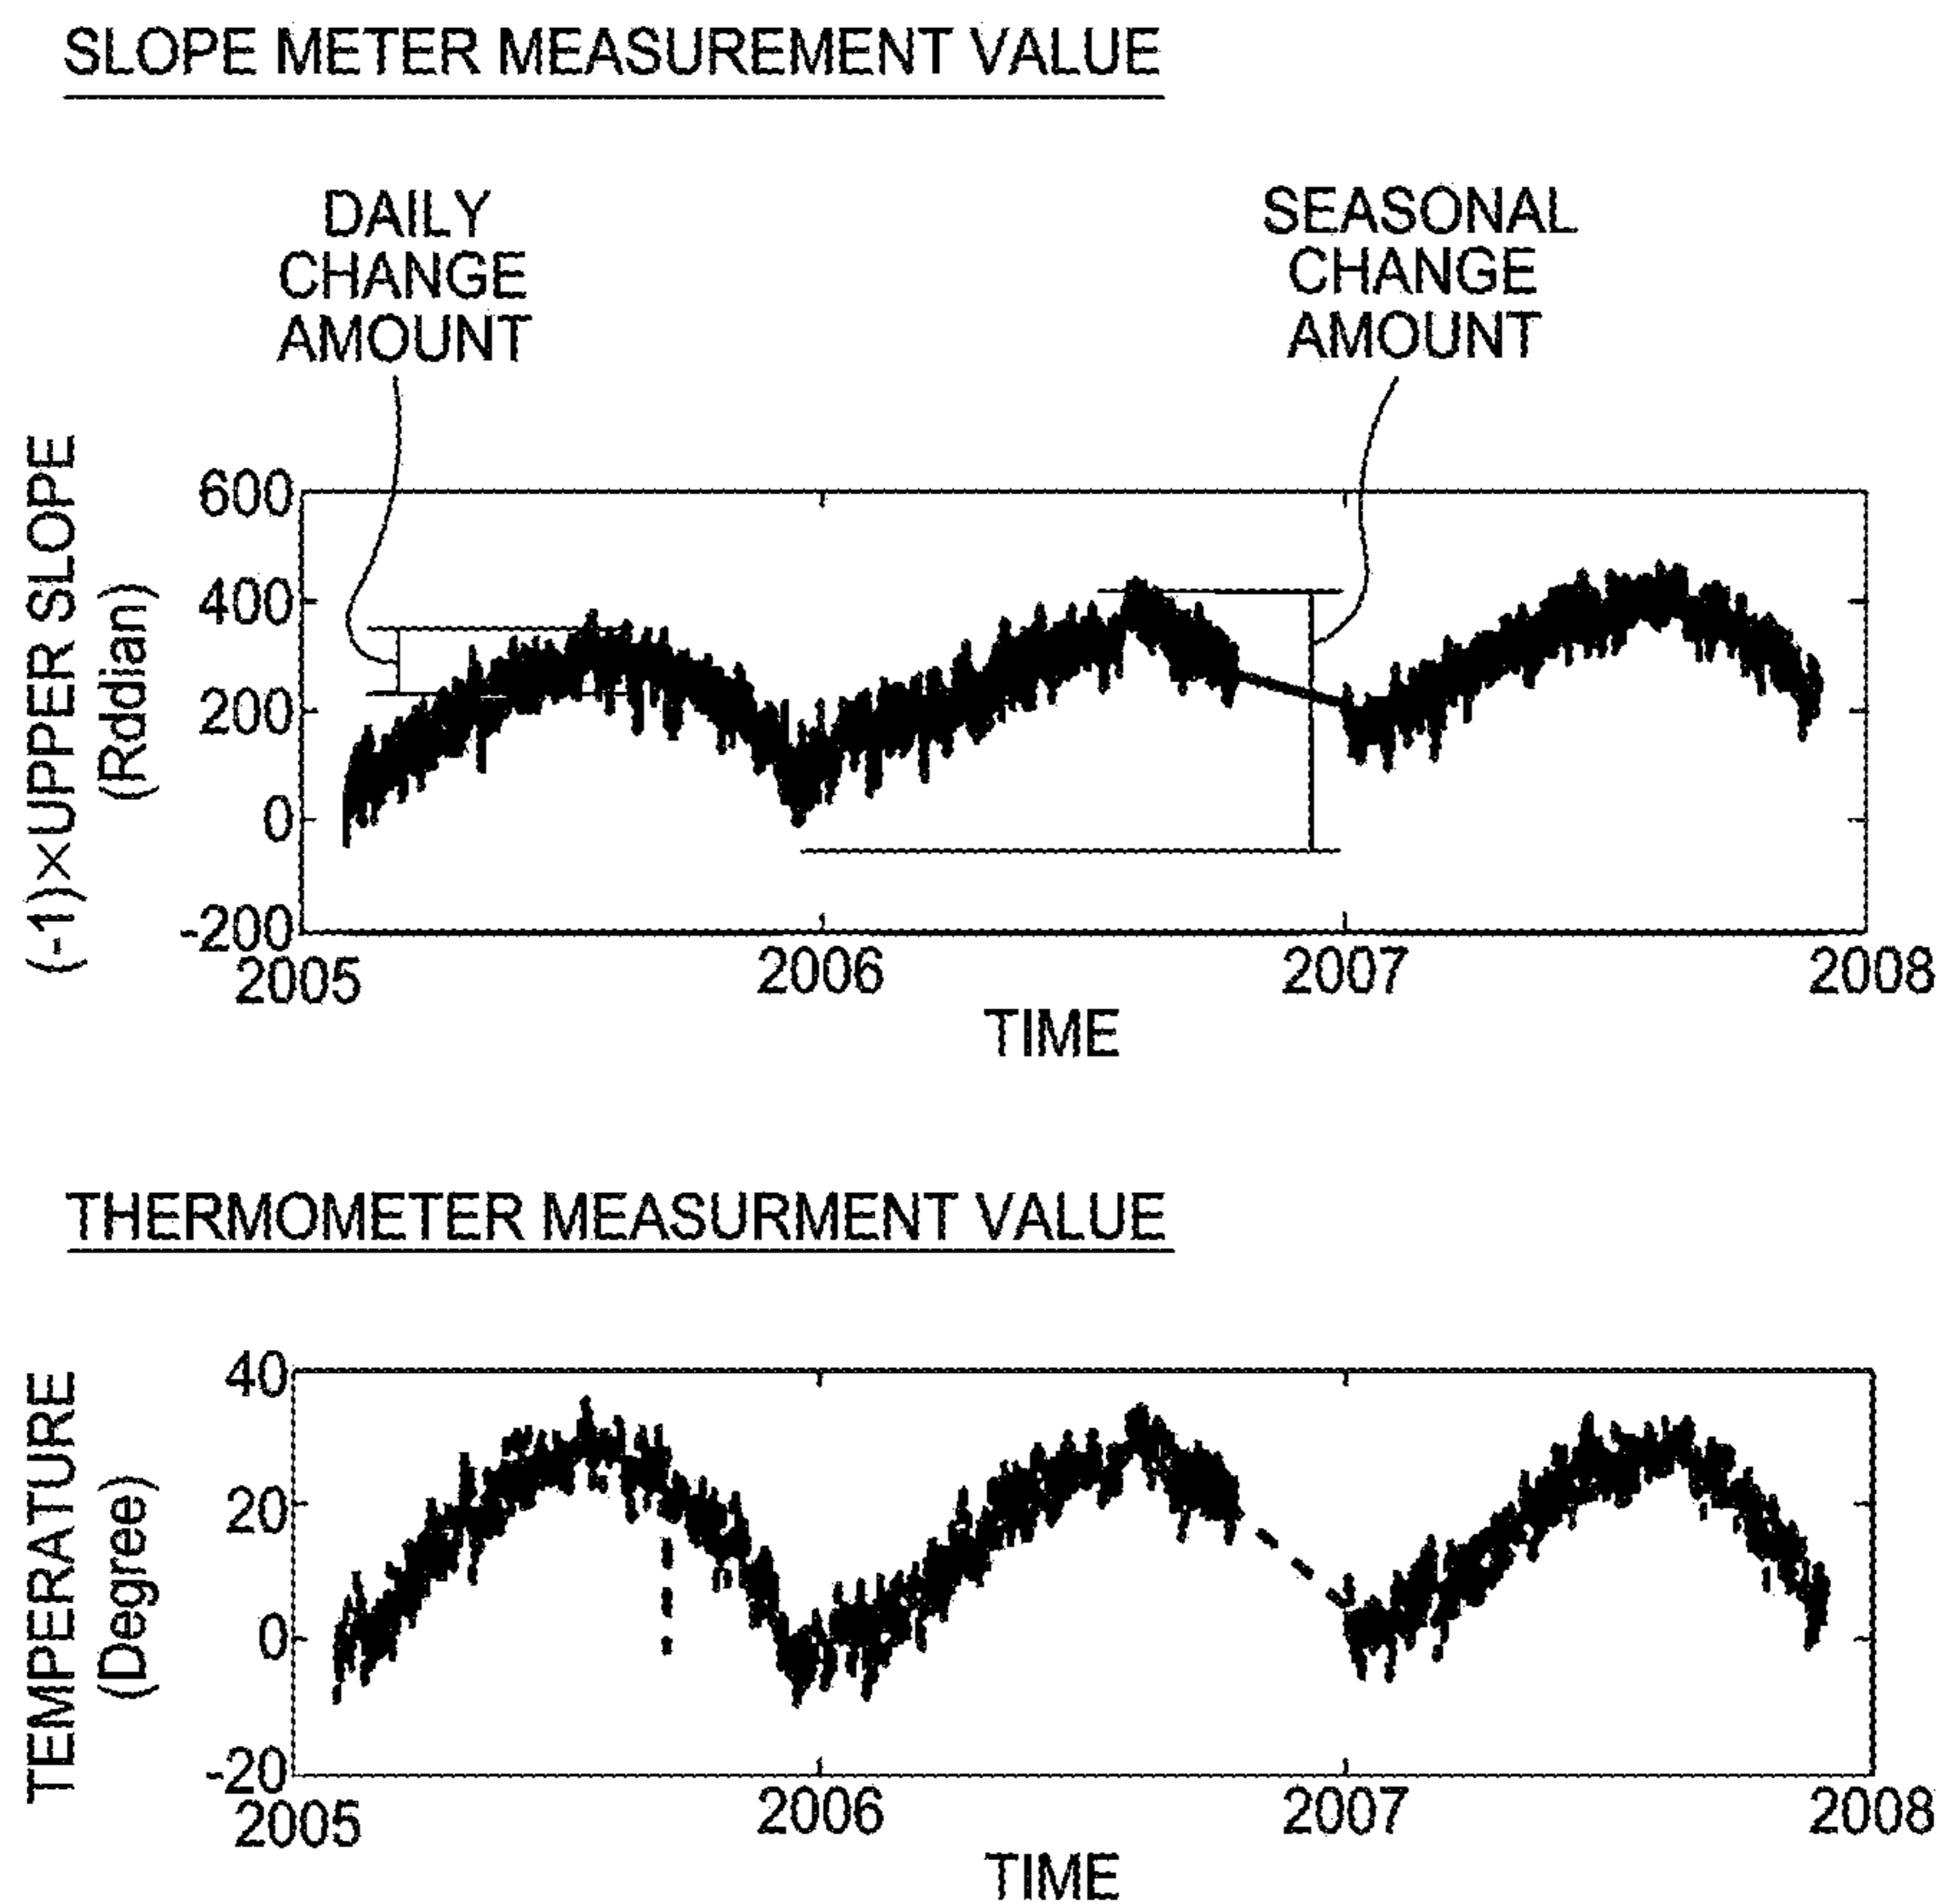 SLOPE METER MEASUREMENT VALUE
DAILY
CHANGE
AMOUNT
SEASONAL
CHANGE
AMOUNT
(-1)×UPPER SLOPE
(Rddian)
600
400
200
0
-200
2005
2006
2007
2008
TIME
THERMOMETER MEASURMENT VALUE
TEMPERATURE
(Degree)
40
20
0
-20
2005
2006
2007
2008
TIME